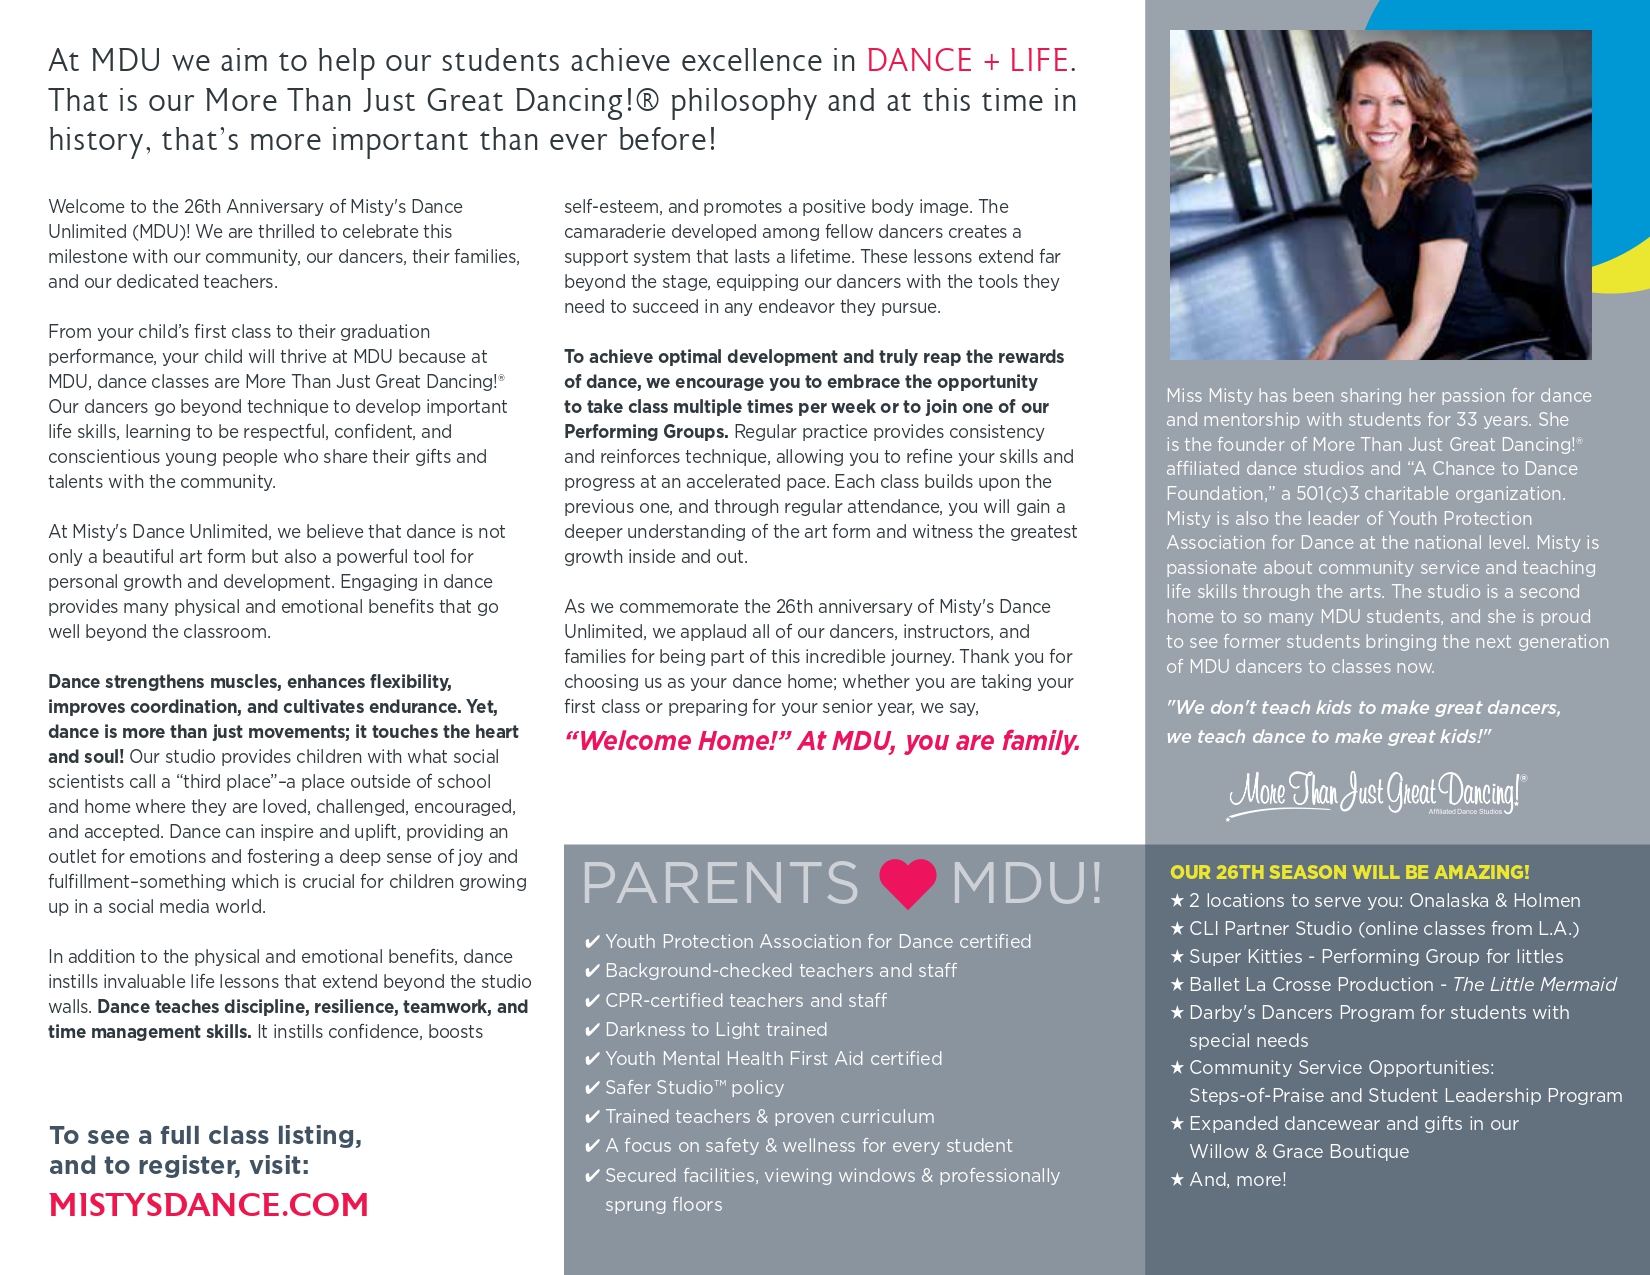 At MDU we aim to help our students achieve excellence in DANCE + LIFE.
That is our More Than Just Great Dancing!® philosophy and at this time in
history, that's more important than ever before!
Welcome to the 26th Anniversary of Misty's Dance
Unlimited (MDU)! We are thrilled to celebrate this
milestone with our community, our dancers, their families,
and our dedicated teachers.
From your child's first class to their graduation
performance, your child will thrive at MDU because at
MDU, dance classes are More Than Just Great Dancing!®
Our dancers go beyond technique to develop important
life skills, learning to be respectful, confident, and
conscientious young people who share their gifts and
talents with the community.
At Misty's Dance Unlimited, we believe that dance is not
only a beautiful art form but also a powerful tool for
personal growth and development. Engaging in dance
provides many physical and emotional benefits that go
well beyond the classroom.
Dance strengthens muscles, enhances flexibility,
improves coordination, and cultivates endurance. Yet,
dance is more than just movements; it touches the heart
and soul! Our studio provides children with what social
scientists call a “third place”–a place outside of school
and home where they are loved, challenged, encouraged,
and accepted. Dance can inspire and uplift, providing an
outlet for emotions and fostering a deep sense of joy and
fulfillment–something which is crucial for children growing
up in a social media world.
In addition to the physical and emotional benefits, dance
instills invaluable life lessons that extend beyond the studio
walls. Dance teaches discipline, resilience, teamwork, and
time management skills. It instills confidence, boosts
self-esteem, and promotes a positive body image. The
camaraderie developed among fellow dancers creates a
support system that lasts a lifetime. These lessons extend far
beyond the stage, equipping our dancers with the tools they
need to succeed in any endeavor they pursue.
To achieve optimal development and truly reap the rewards
of dance, we encourage you to embrace the opportunity
to take class multiple times per week or to join one of our
Performing Groups. Regular practice provides consistency
and reinforces technique, allowing you to refine your skills and
progress at an accelerated pace. Each class builds upon the
previous one, and through regular attendance, you will gain a
deeper understanding of the art form and witness the greatest
growth inside and out.
As we commemorate the 26th anniversary of Misty's Dance
Unlimited, we applaud all of our dancers, instructors, and
families for being part of this incredible journey. Thank you for
choosing us as your dance home; whether you are taking your
first class or preparing for your senior year, we say,
“Welcome Home!” At MDU, you are family.
To see a full class listing,
and to register, visit:
MISTYSDANCE.COM
PARENTS ♥ MDU!
✔ Youth Protection Association for Dance certified
✔ Background-checked teachers and staff
✔ CPR-certified teachers and staff
✔ Darkness to Light trained
✔ Youth Mental Health First Aid certified
✔ Safer Studio™ policy
✔ Trained teachers & proven curriculum
✔ A focus on safety & wellness for every student
✔ Secured facilities, viewing windows & professionally
sprung floors
Miss Misty has been sharing her passion for dance
and mentorship with students for 33 years. She
is the founder of More Than Just Great Dancing!®
affiliated dance studios and “A Chance to Dance
Foundation,” a 501(c)3 charitable organization.
Misty is also the leader of Youth Protection
Association for Dance at the national level. Misty is
passionate about community service and teaching
life skills through the arts. The studio is a second
home to so many MDU students, and she is proud
to see former students bringing the next generation
of MDU dancers to classes now.
"We don't teach kids to make great dancers,
we teach dance to make great kids!"
More Than Just Great Dancing!®
Affiliated Dance Studios
OUR 26TH SEASON WILL BE AMAZING!
★ 2 locations to serve you: Onalaska & Holmen
★ CLI Partner Studio (online classes from L.A.)
★ Super Kitties - Performing Group for littles
★ Ballet La Crosse Production - The Little Mermaid
★ Darby's Dancers Program for students with
special needs
★ Community Service Opportunities:
Steps-of-Praise and Student Leadership Program
★ Expanded dancewear and gifts in our
Willow & Grace Boutique
★ And, more!